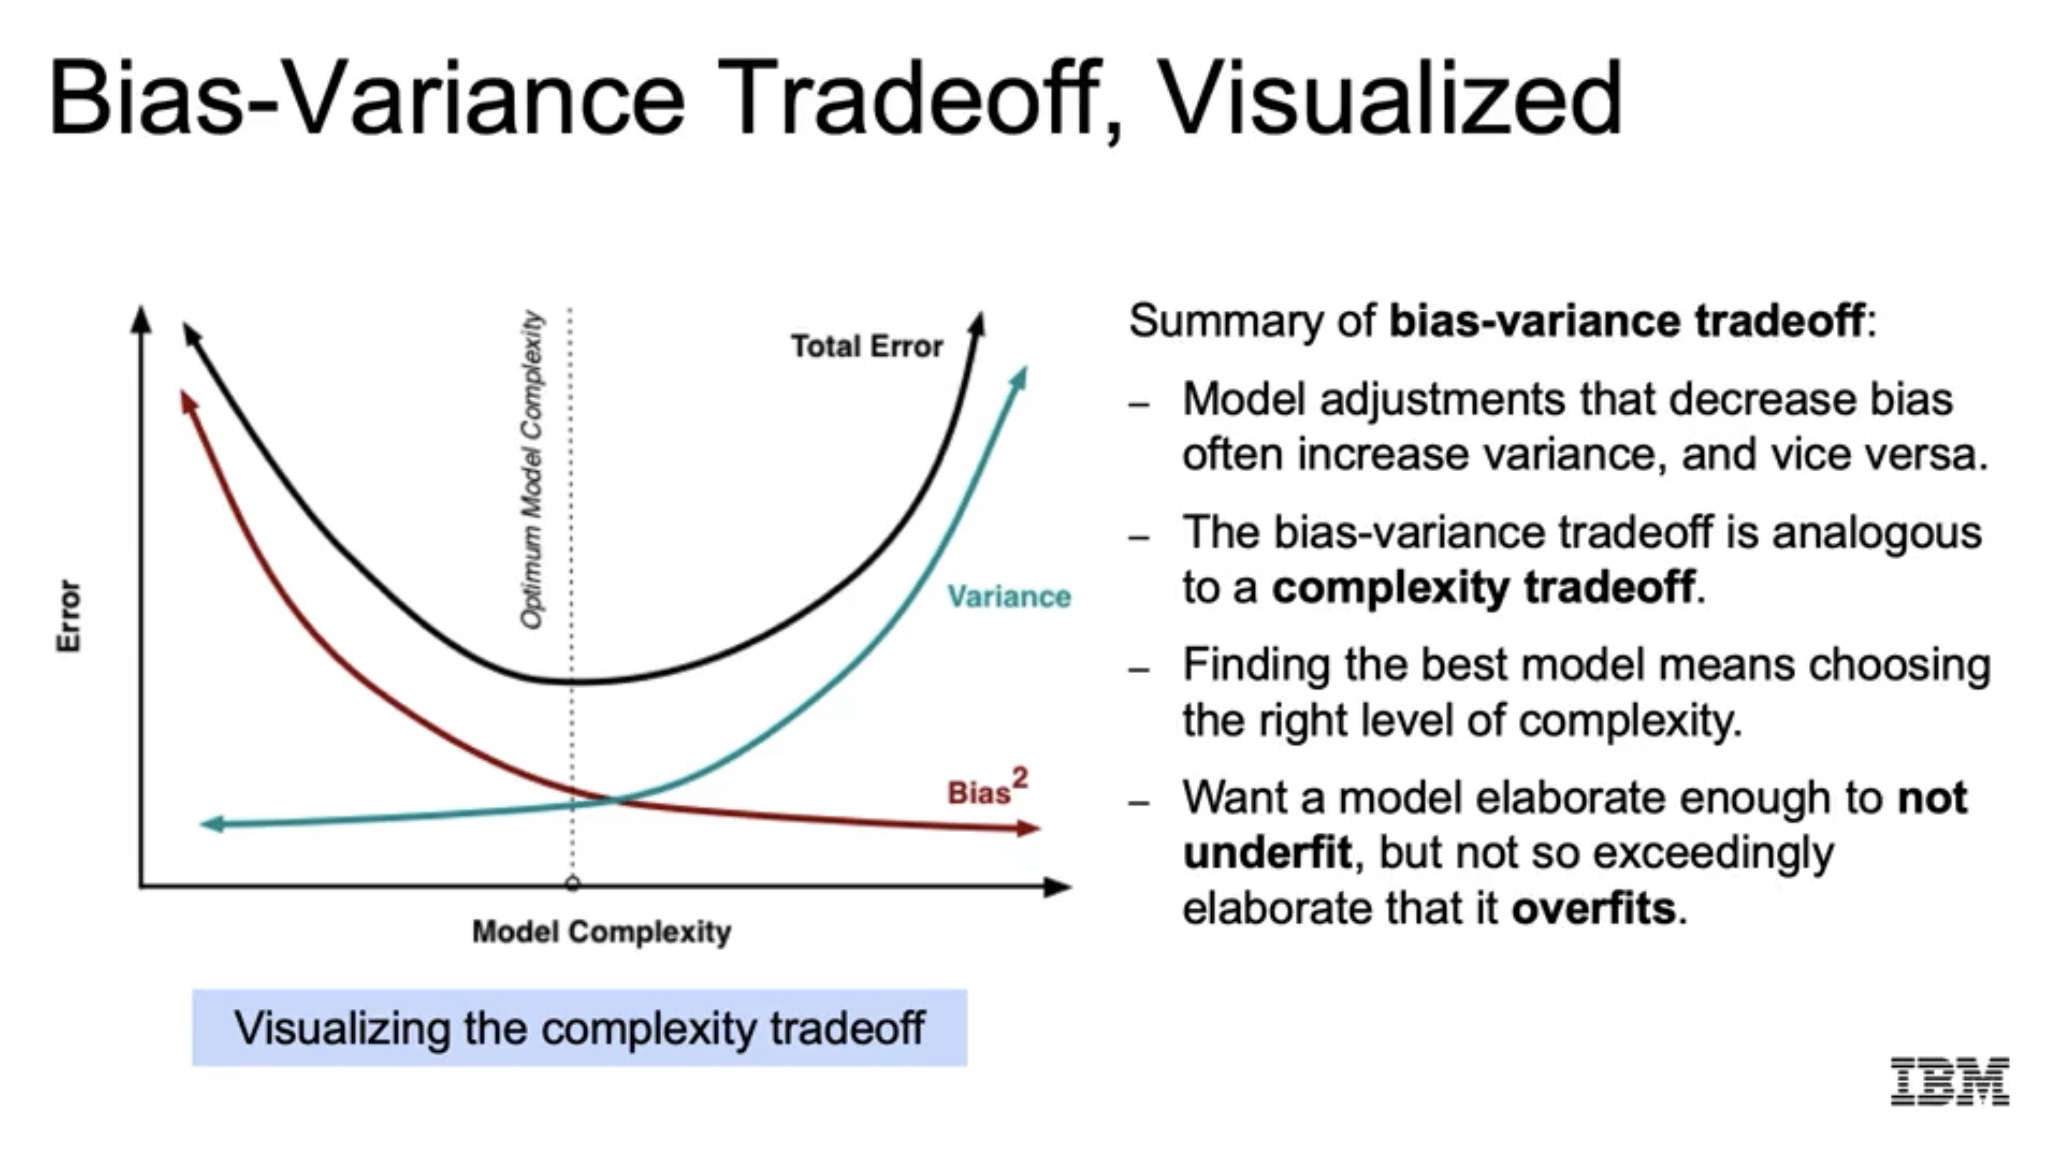 Bias-Variance Tradeoff, Visualized
Error
Optimum Model Complexity
Total Error
Variance
Bias²
Model Complexity
Visualizing the complexity tradeoff
Summary of bias-variance tradeoff:
– Model adjustments that decrease bias
often increase variance, and vice versa.
– The bias-variance tradeoff is analogous
to a complexity tradeoff.
– Finding the best model means choosing
the right level of complexity.
– Want a model elaborate enough to not
underfit, but not so exceedingly
elaborate that it overfits.
IBM